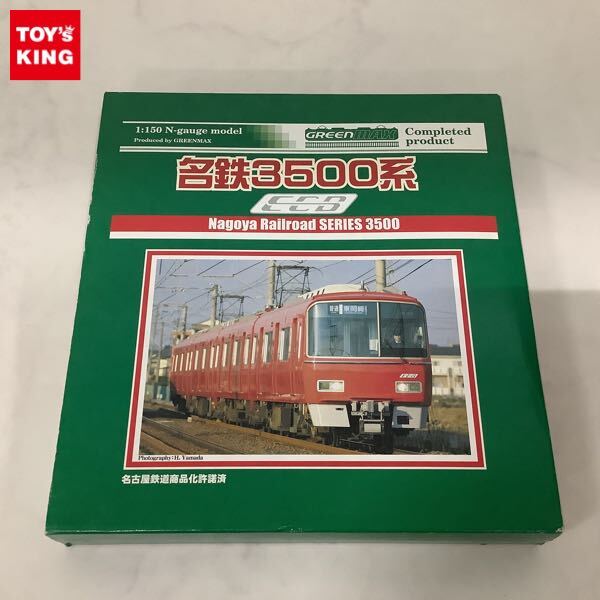 TOY'S
KING
1:150 N-gauge model
Produced by GREENMAX
GREENMAX
Completed
product
名鉄3500系
ECB
Nagoya Railroad SERIES 3500
Photography:H. Yamada
名古屋鉄道商品化許諾済